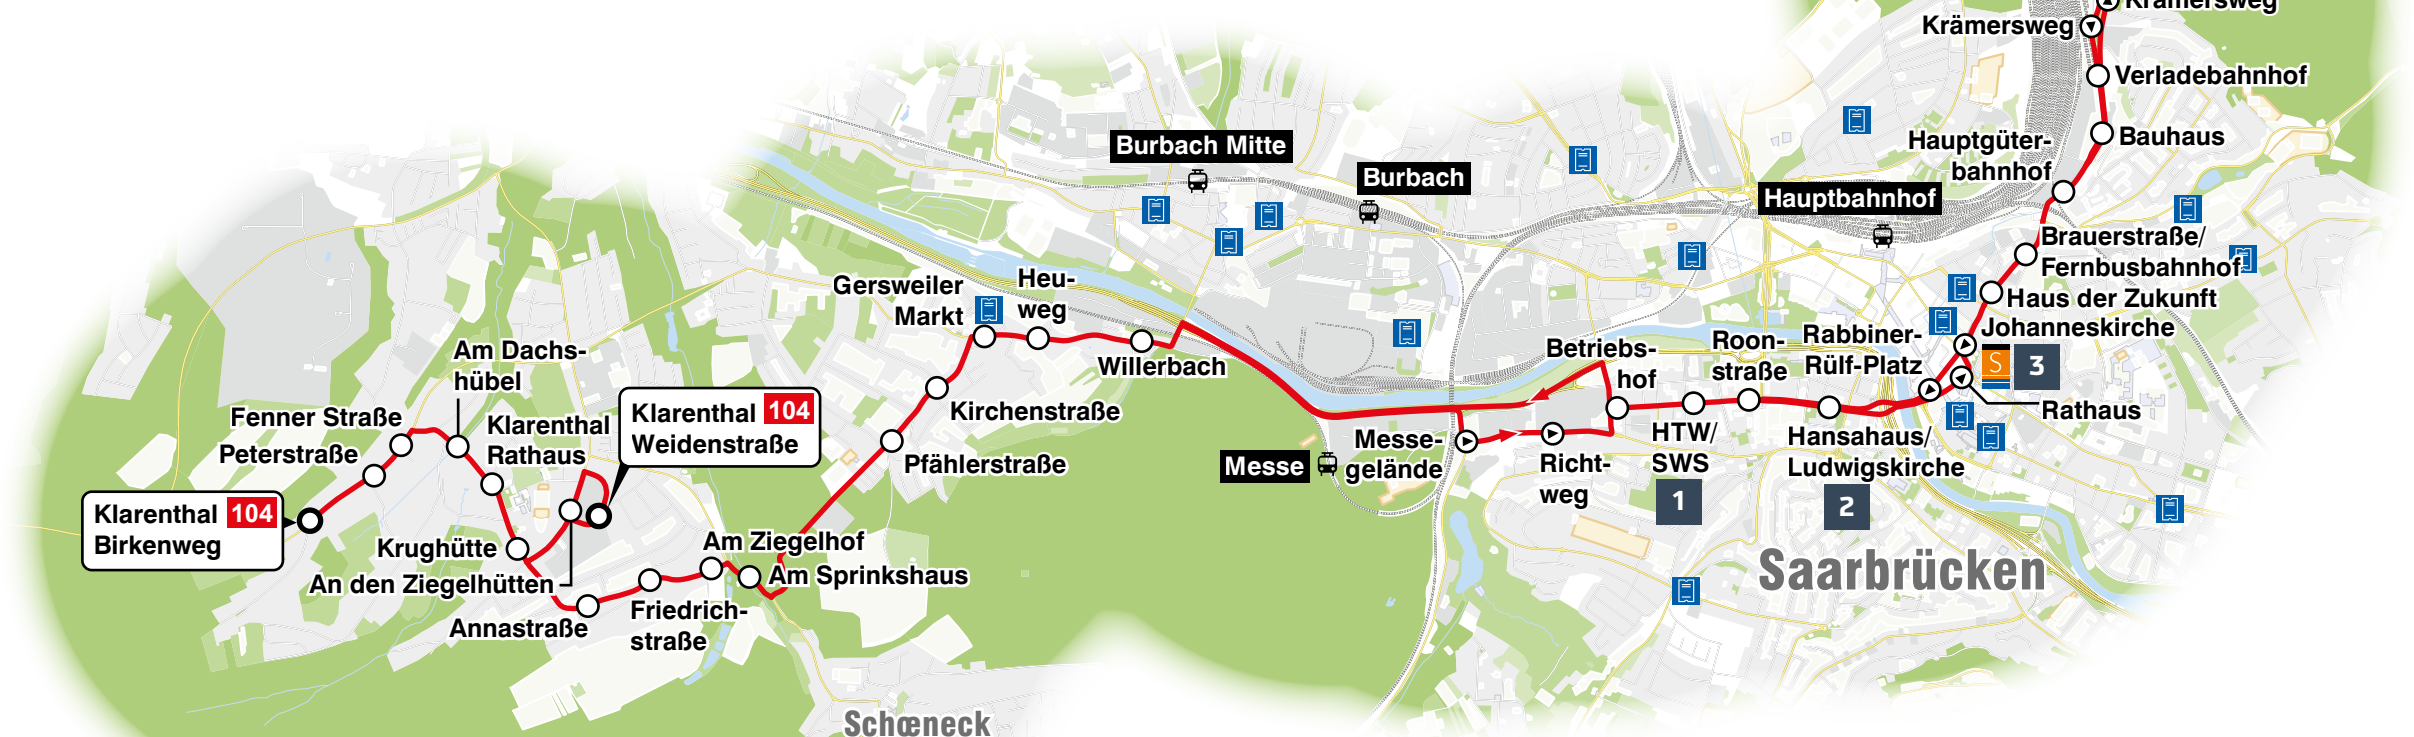 Krämersweg
Krämersweg
Verladebahnhof
Bauhaus
Hauptgüter-
bahnhof
Burbach Mitte
Burbach
Hauptbahnhof
Brauerstraße/
Fernbusbahnhof
Haus der Zukunft
Johanneskirche
S 3
Rathaus
Rabbiner-
Rülf-Platz
Roon-
straße
Betriebs-
hof
HTW/
SWS
1
Hansahaus/
Ludwigskirche
2
Saarbrücken
Richt-
weg
Messe-
gelände
Messe
Willerbach
Heu-
weg
Gersweiler
Markt
Kirchenstraße
Pfählerstraße
Am Ziegelhof
Am Sprinkshaus
Friedrich-
straße
Annastraße
An den Ziegelhütten
Krughütte
Klarenthal
Rathaus
Klarenthal 104
Weidenstraße
Am Dachs-
hübel
Fenner Straße
Peterstraße
Klarenthal 104
Birkenweg
Schœneck